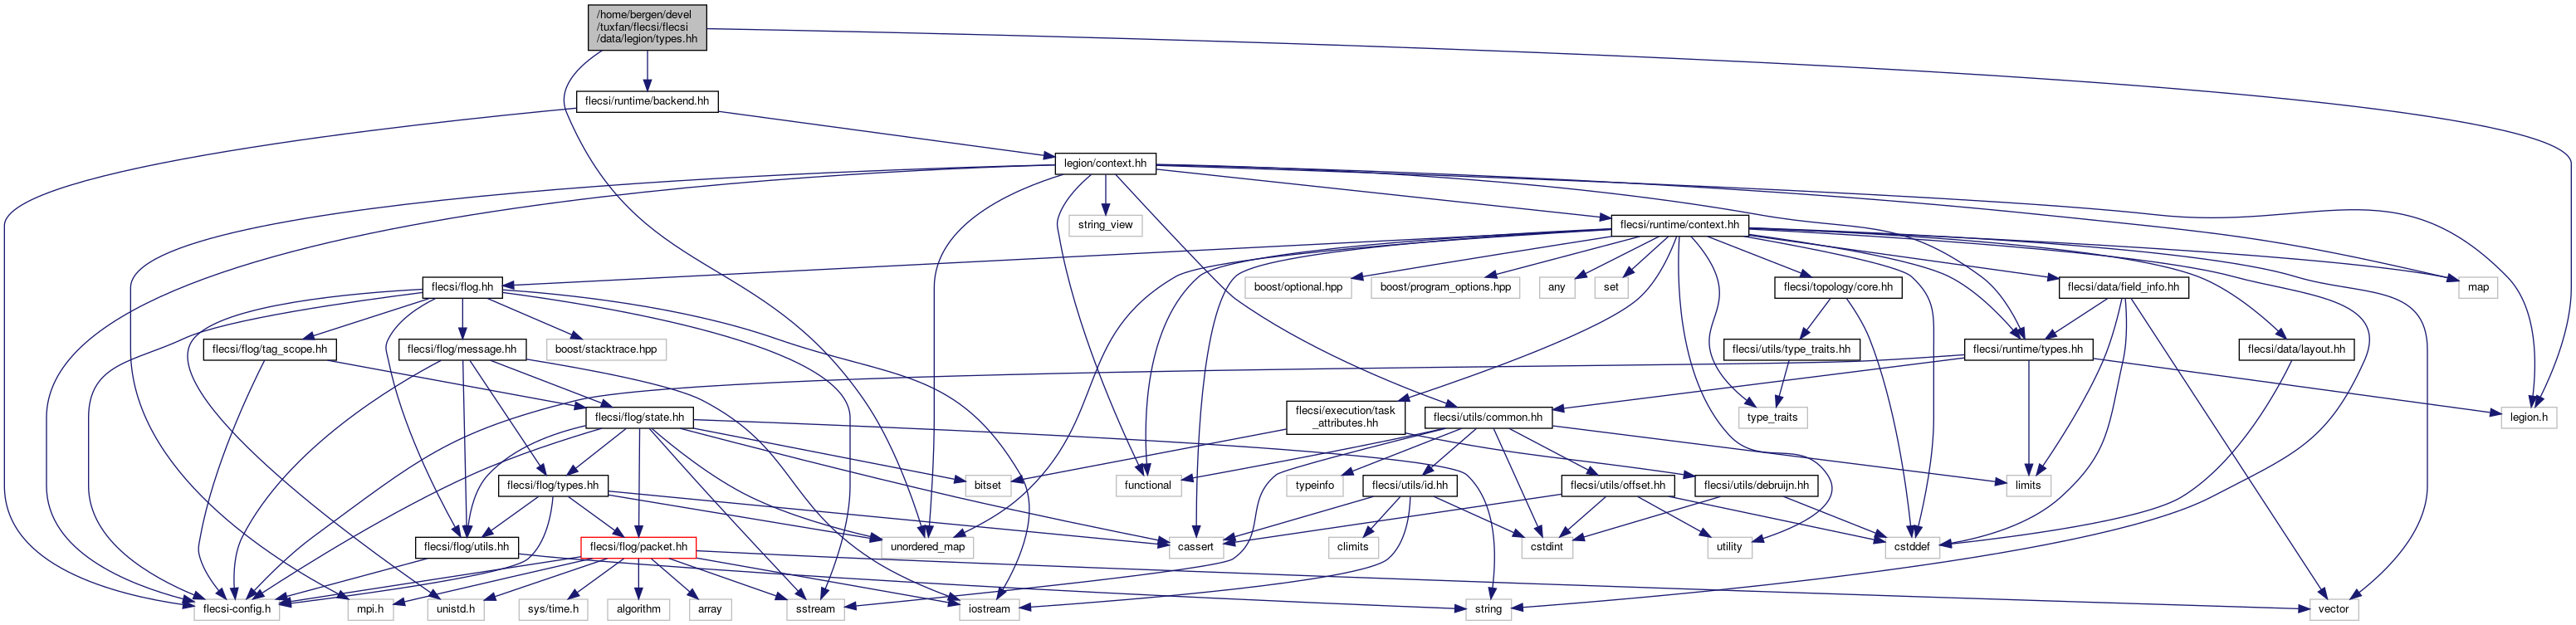 /home/bergen/devel
/tuxfan/flecsi/flecsi
/data/legion/types.hh
flecsi/runtime/backend.hh
legion/context.hh
string_view
flecsi/runtime/context.hh
flecsi/flog.hh
boost/optional.hpp
boost/program_options.hpp
any
set
flecsi/topology/core.hh
flecsi/data/field_info.hh
map
flecsi/flog/tag_scope.hh
flecsi/flog/message.hh
boost/stacktrace.hpp
flecsi/utils/type_traits.hh
flecsi/runtime/types.hh
flecsi/data/layout.hh
flecsi/flog/state.hh
flecsi/execution/task
_attributes.hh
flecsi/utils/common.hh
type_traits
legion.h
flecsi/flog/types.hh
bitset
functional
typeinfo
flecsi/utils/id.hh
flecsi/utils/offset.hh
flecsi/utils/debruijn.hh
limits
flecsi/flog/utils.hh
flecsi/flog/packet.hh
unordered_map
cassert
climits
cstdint
utility
cstddef
flecsi-config.h
mpi.h
unistd.h
sys/time.h
algorithm
array
sstream
iostream
string
vector